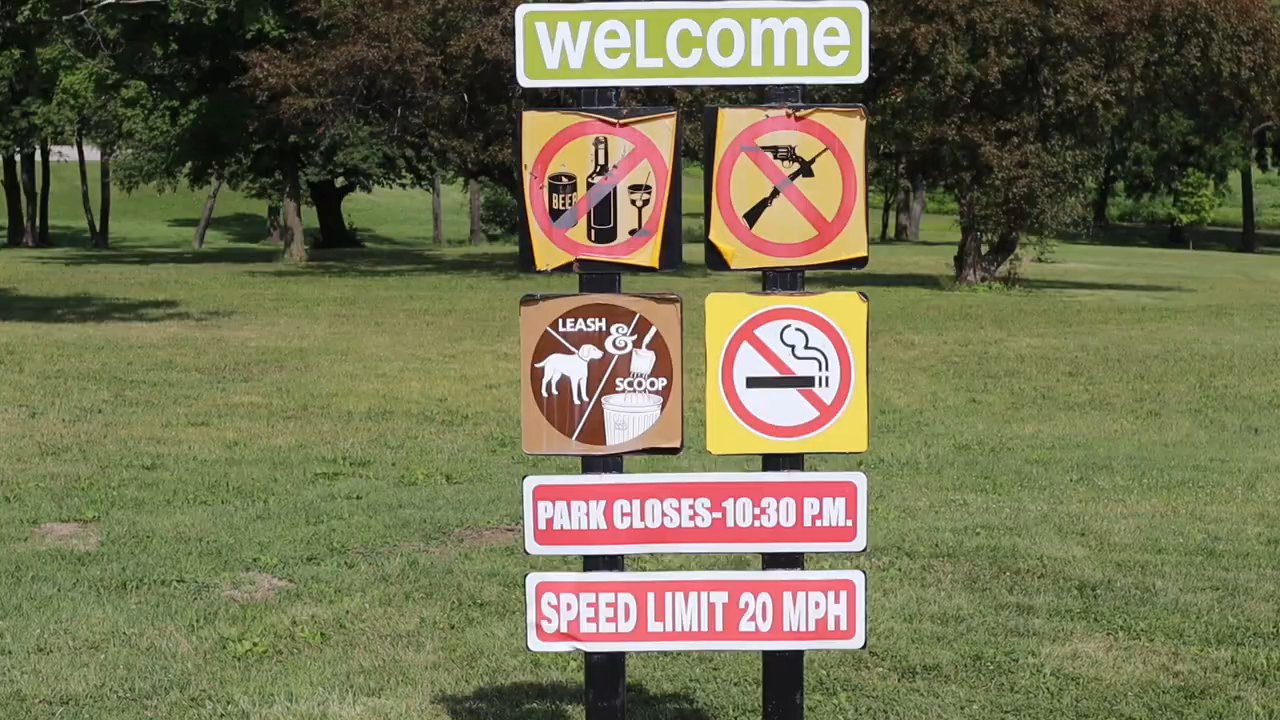 WeLcome
BEER
LEASH &
SCOOP
PARK CLOSES-10:30 P.M.
SPEED LIMIT 20 MPH